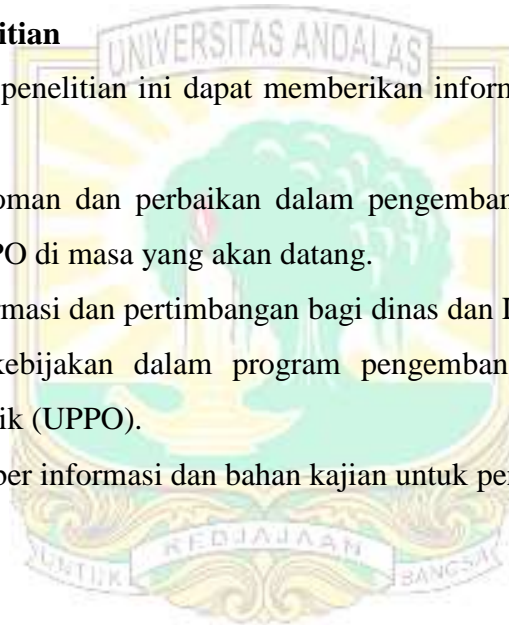 itian
UNIVERSITAS ANDALAS
penelitian ini dapat memberikan inform
oman dan perbaikan dalam pengemban
PO di masa yang akan datang.
rmasi dan pertimbangan bagi dinas dan
kebijakan dalam program pengemban
ik (UPPO).
ber informasi dan bahan kajian untuk pe
KEDJAJAAN
UNTUK
BANGSA